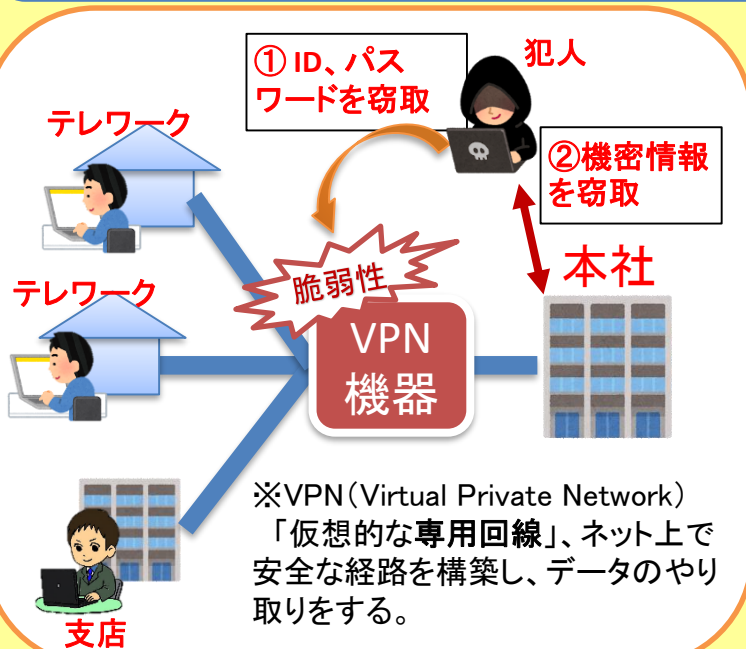 ① ID、パス
ワードを窃取
犯人
テレワーク
②機密情報
を窃取
本社
脆弱性
テレワーク
VPN
機器
※VPN(Virtual Private Network)
「仮想的な専用回線」、ネット上で
安全な経路を構築し、データのやり
取りをする。
支店